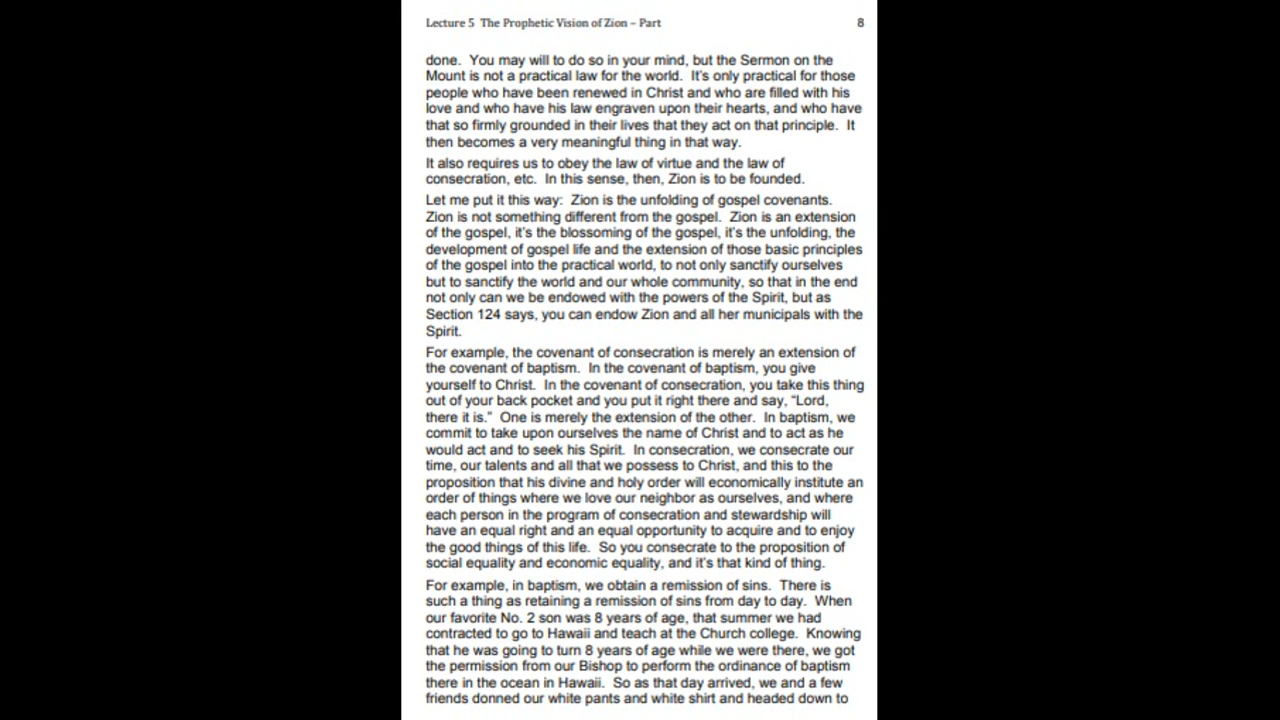 Lecture 5 The Prophetic Vision of Zion – Part 8
done. You may will to do so in your mind, but the Sermon on the
Mount is not a practical law for the world. It's only practical for those
people who have been renewed in Christ and who are filled with his
love and who have his law engraven upon their hearts, and who have
that so firmly grounded in their lives that they act on that principle. It
then becomes a very meaningful thing in that way.
It also requires us to obey the law of virtue and the law of
consecration, etc. In this sense, then, Zion is to be founded.
Let me put it this way: Zion is the unfolding of gospel covenants.
Zion is not something different from the gospel. Zion is an extension
of the gospel, it's the blossoming of the gospel, it's the unfolding, the
development of gospel life and the extension of those basic principles
of the gospel into the practical world, to not only sanctify ourselves
but to sanctify the world and our whole community, so that in the end
not only can we be endowed with the powers of the Spirit, but as
Section 124 says, you can endow Zion and all her municipals with the
Spirit.
For example, the covenant of consecration is merely an extension of
the covenant of baptism. In the covenant of baptism, you give
yourself to Christ. In the covenant of consecration, you take this thing
out of your back pocket and you put it right there and say, “Lord,
there it is.” One is merely the extension of the other. In baptism, we
commit to take upon ourselves the name of Christ and to act as he
would act and to seek his Spirit. In consecration, we consecrate our
time, our talents and all that we possess to Christ, and this to the
proposition that his divine and holy order will economically institute an
order of things where we love our neighbor as ourselves, and where
each person in the program of consecration and stewardship will
have an equal right and an equal opportunity to acquire and to enjoy
the good things of this life. So you consecrate to the proposition of
social equality and economic equality, and it's that kind of thing.
For example, in baptism, we obtain a remission of sins. There is
such a thing as retaining a remission of sins from day to day. When
our favorite No. 2 son was 8 years of age, that summer we had
contracted to go to Hawaii and teach at the Church college. Knowing
that he was going to turn 8 years of age while we were there, we got
the permission from our Bishop to perform the ordinance of baptism
there in the ocean in Hawaii. So as that day arrived, we and a few
friends donned our white pants and white shirt and headed down to